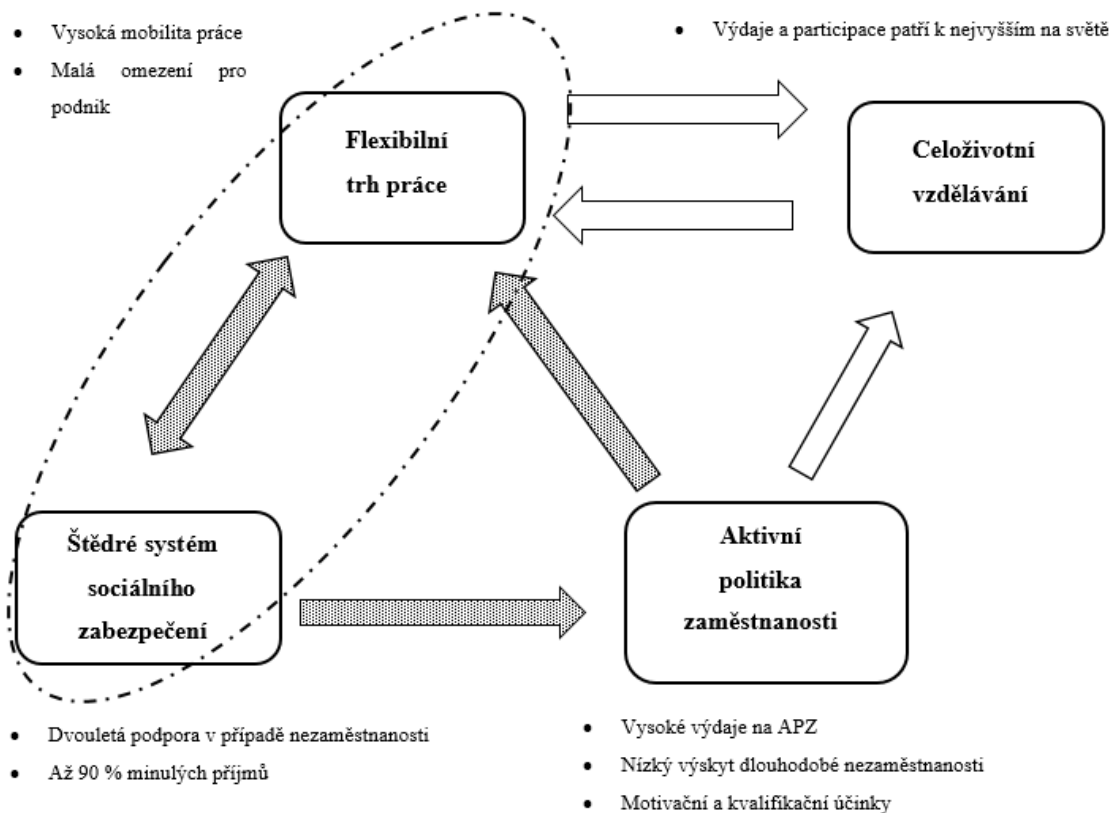 Vysoká mobilita práce
Malá omezení pro
podnik
Výdaje a participace patří k nejvyšším na světě
Flexibilní
trh práce
Celoživotní
vzdělávání
Štědré systém
sociálního
zabezpečení
Aktivní
politika
zaměstnanosti
Dvouletá podpora v případě nezaměstnanosti
Až 90 % minulých příjmů
Vysoké výdaje na APZ
Nízký výskyt dlouhodobé nezaměstnanosti
Motivační a kvalifikační účinky